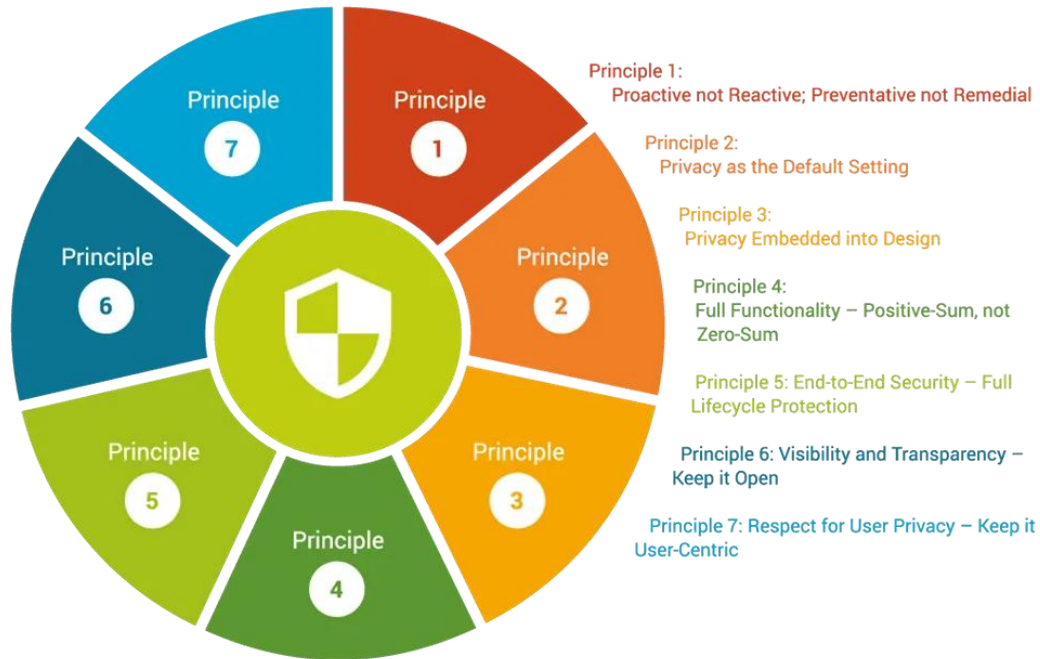 Principle
1
Principle
2
Principle
3
Principle
4
Principle
5
Principle
6
Principle
7
Principle 1:
Proactive not Reactive; Preventative not Remedial
Principle 2:
Privacy as the Default Setting
Principle 3:
Privacy Embedded into Design
Principle 4:
Full Functionality – Positive-Sum, not
Zero-Sum
Principle 5: End-to-End Security – Full
Lifecycle Protection
Principle 6: Visibility and Transparency –
Keep it Open
Principle 7: Respect for User Privacy – Keep it
User-Centric